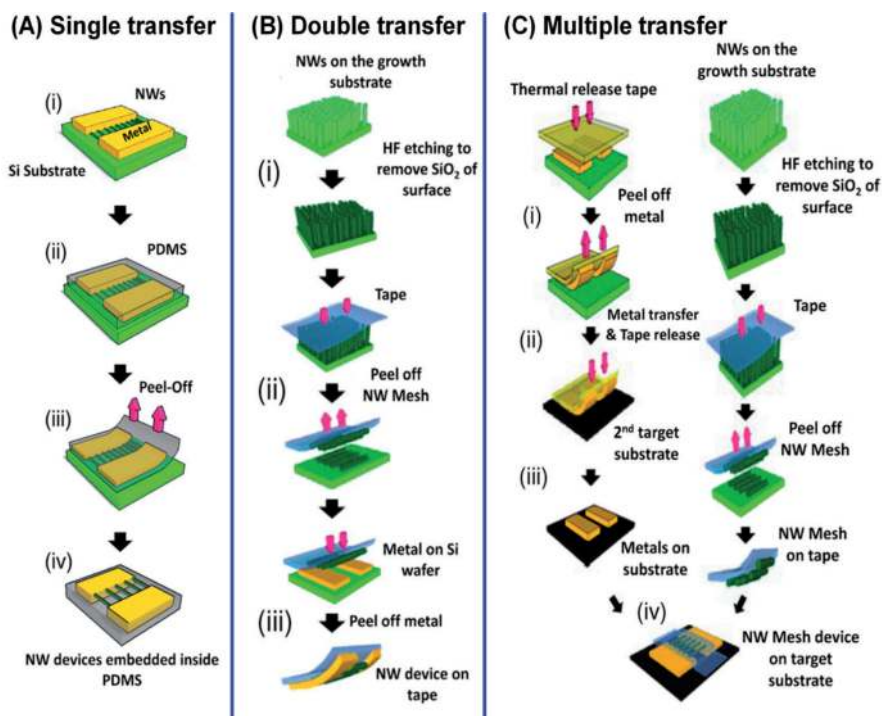 (A) Single transfer
(i)
NWs
Metal
Si Substrate
(ii)
PDMS
Peel-Off
(iii)
(iv)
NW devices embedded inside
PDMS
(B) Double transfer
NWs on the growth
substrate
HF etching to
(i)
remove SiO2 of
surface
Tape
Peel off
(ii)
NW Mesh
Metal on Si
wafer
(iii)
Peel off metal
NW device on
tape
(C) Multiple transfer
Thermal release tape
Peel off
(i)
metal
Metal transfer
& Tape release
(ii)
2nd target
substrate
(iii)
Metals on
substrate
NWs on the
growth substrate
HF etching to
remove SiO2 of
surface
Tape
Peel off
NW Mesh
NW Mesh
on tape
(iv)
NW Mesh device
on target
substrate